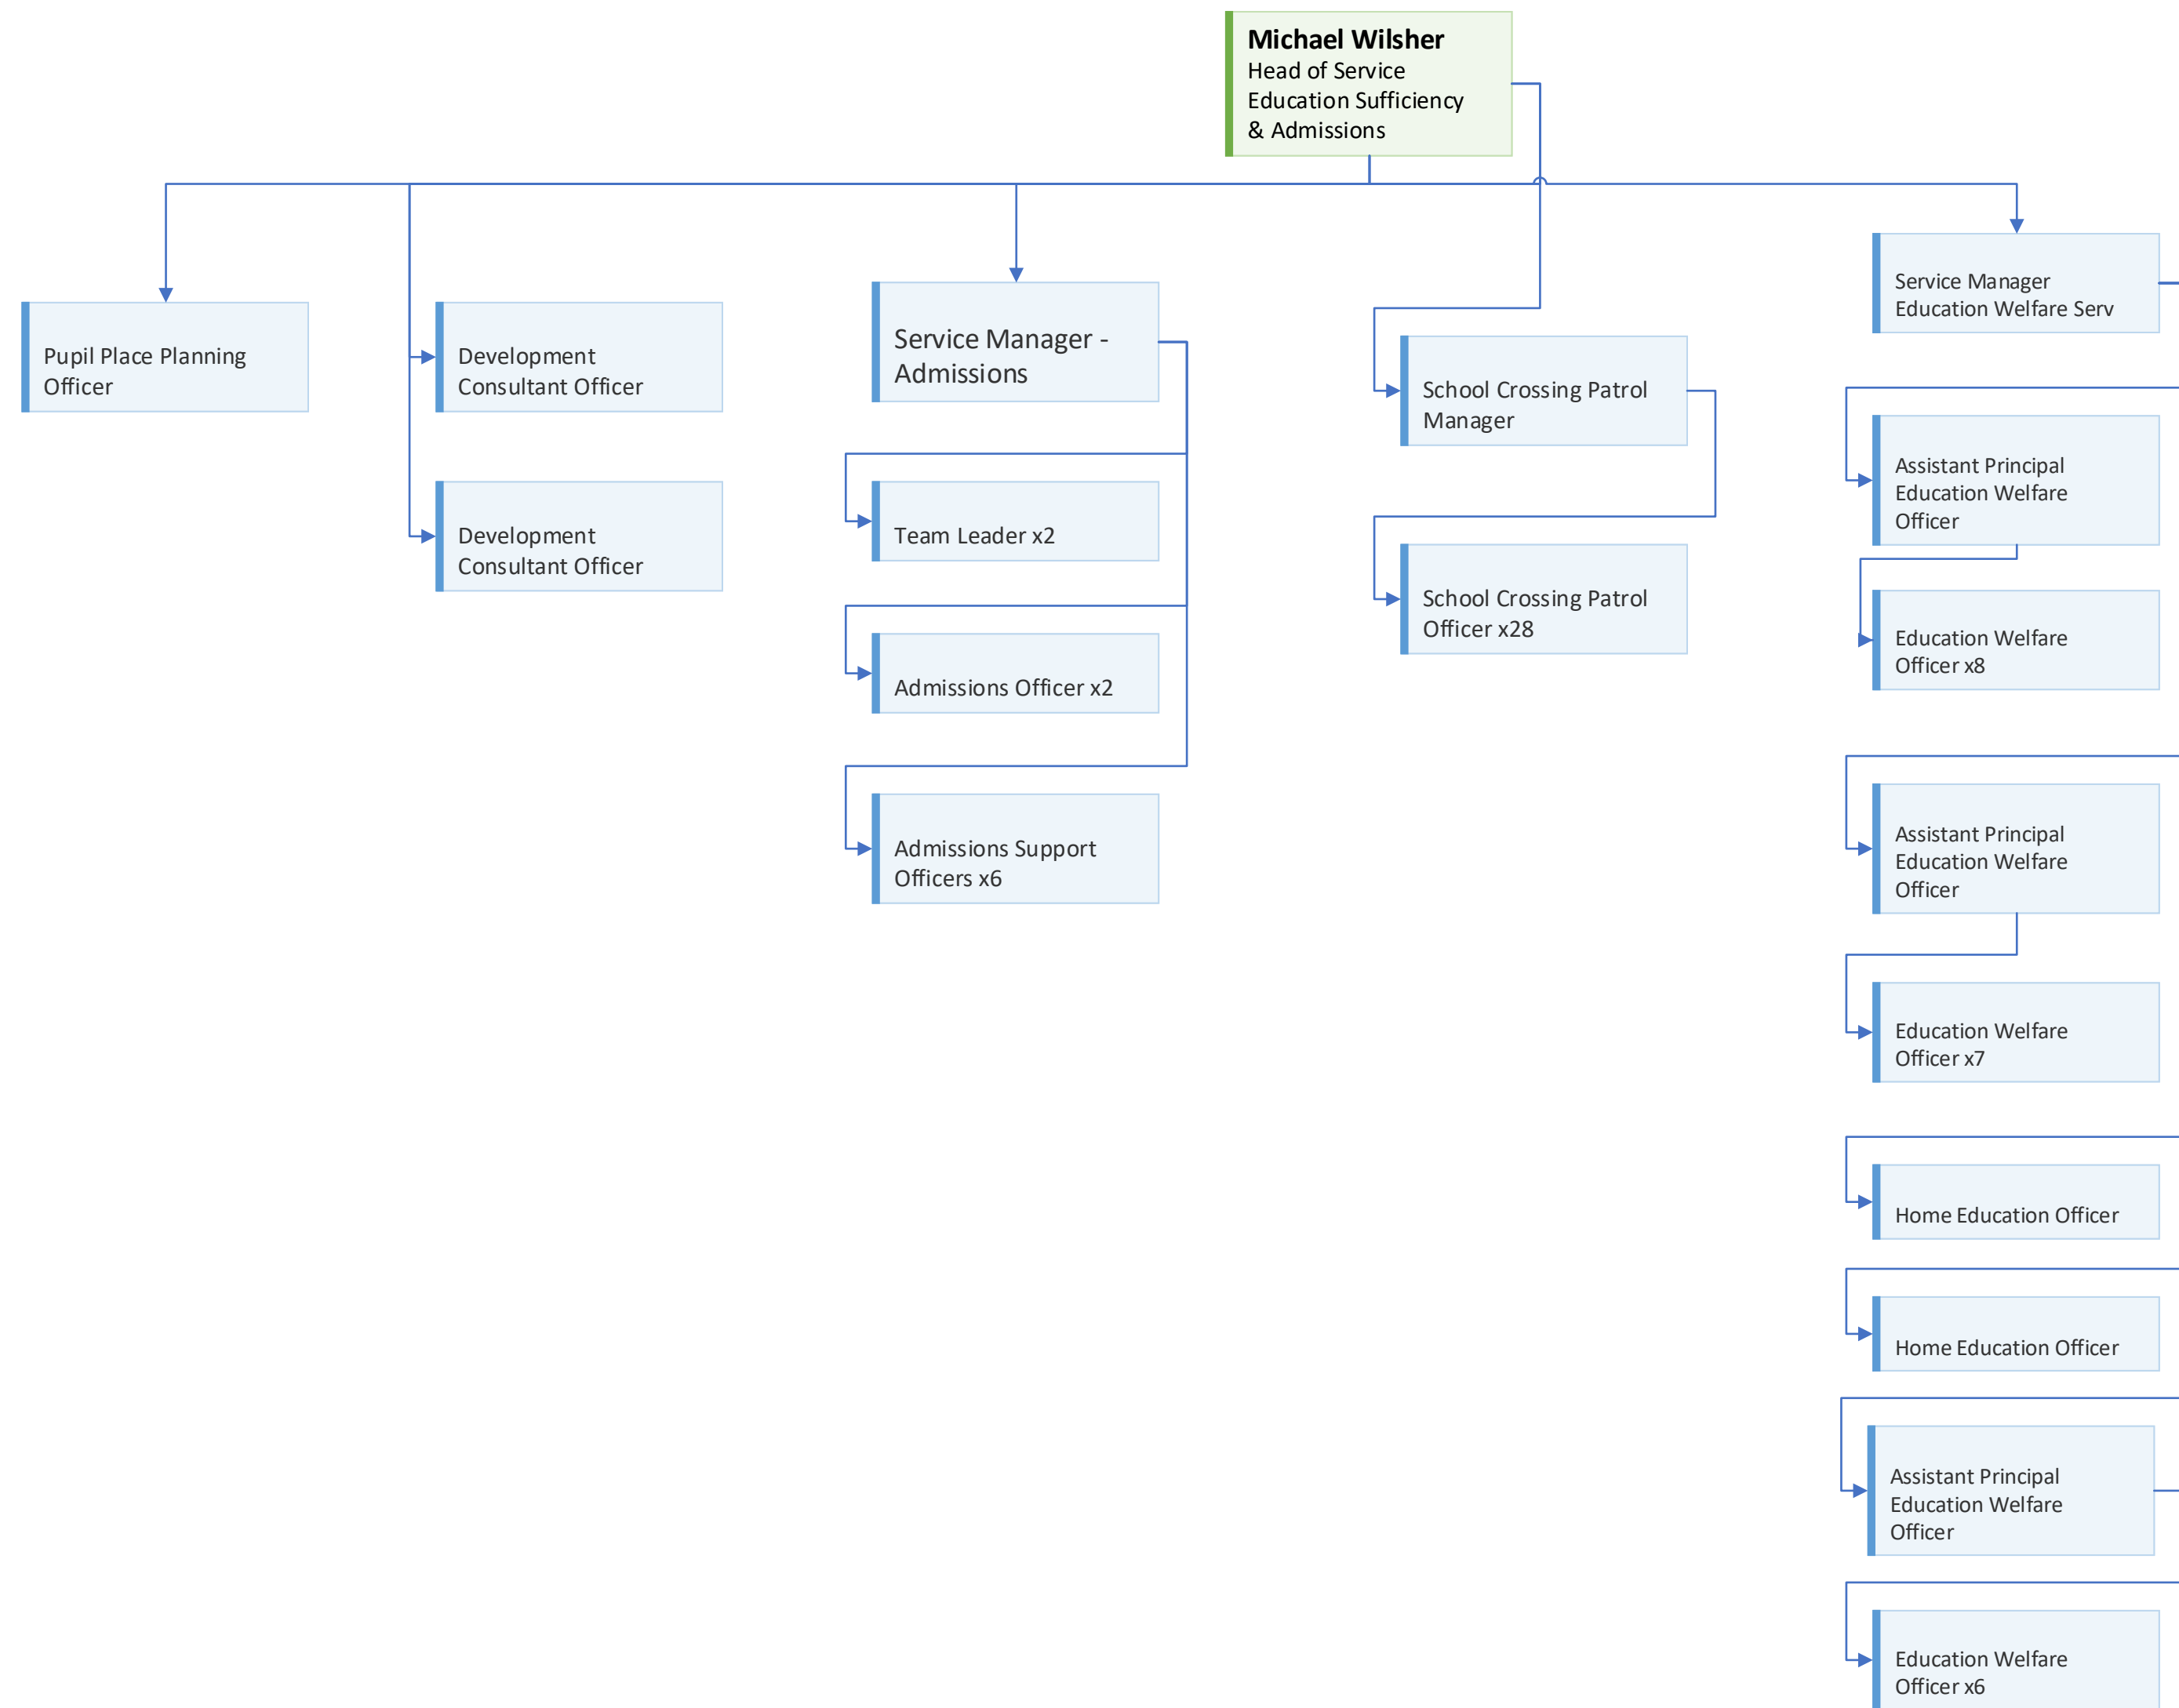 Michael Wilsher
Head of Service
Education Sufficiency
& Admissions
Pupil Place Planning
Officer
Development
Consultant Officer
Development
Consultant Officer
Service Manager -
Admissions
Team Leader x2
Admissions Officer x2
Admissions Support
Officers x6
School Crossing Patrol
Manager
School Crossing Patrol
Officer x28
Service Manager
Education Welfare Serv
Assistant Principal
Education Welfare
Officer
Education Welfare
Officer x8
Assistant Principal
Education Welfare
Officer
Education Welfare
Officer x7
Home Education Officer
Home Education Officer
Assistant Principal
Education Welfare
Officer
Education Welfare
Officer x6